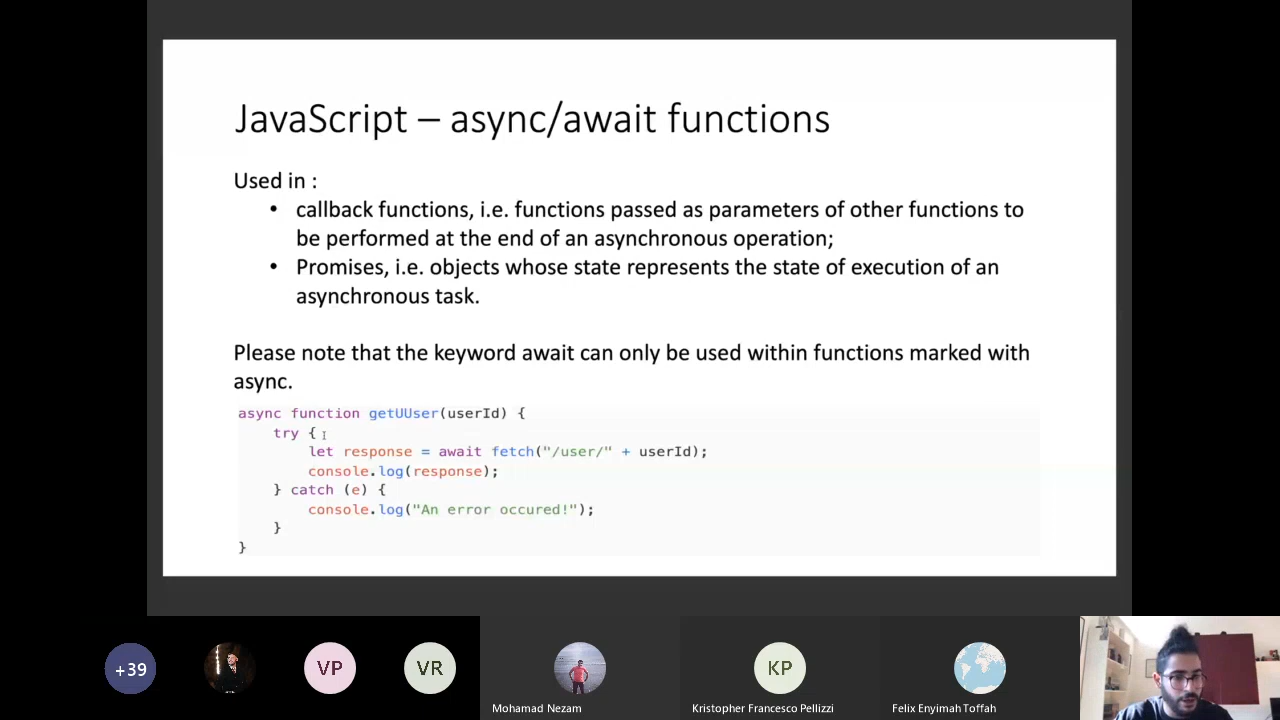 JavaScript – async/await functions
Used in :
• callback functions, i.e. functions passed as parameters of other functions to
be performed at the end of an asynchronous operation;
• Promises, i.e. objects whose state represents the state of execution of an
asynchronous task.
Please note that the keyword await can only be used within functions marked with
async.
async function getUUser(userId) {
try {
let response = await fetch("/user/" + userId);
console.log(response);
} catch (e) {
console.log("An error occured!");
}
}
+39
VP
VR
KP
Mohamad Nezam
Kristopher Francesco Pellizzi
Felix Enyimah Toffah